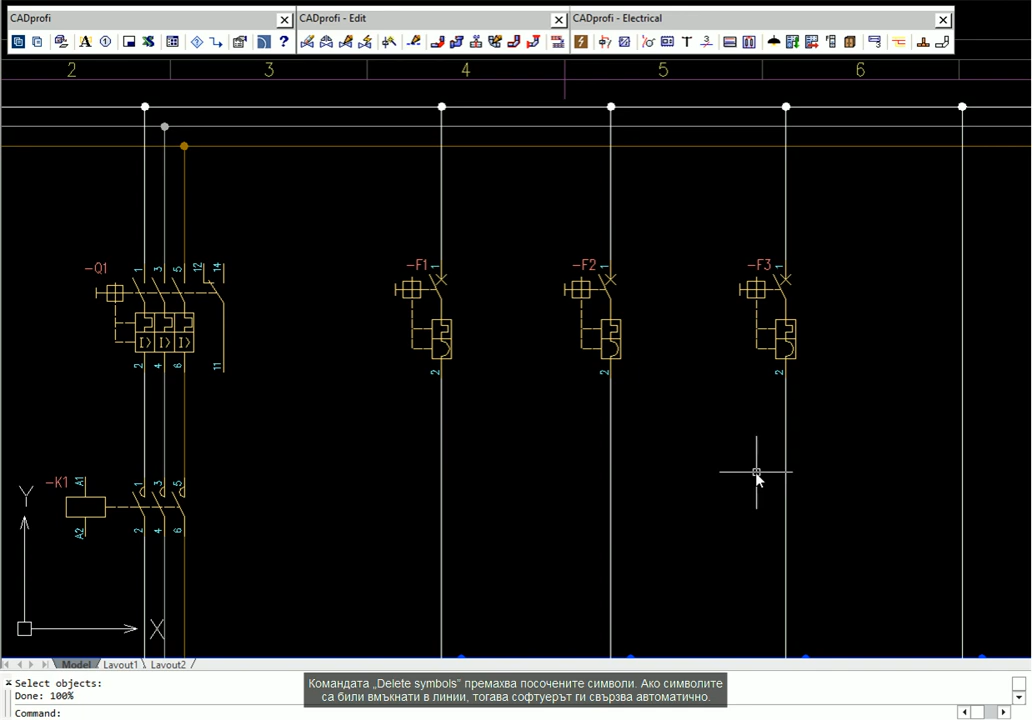 CADprofi
CADprofi - Edit
CADprofi - Electrical
2 3 4 5 6
-Q1
1 3 5 12 14
2 4 6 11
-F1 1
2
-F2 1
2
-F3 1
2
-K1 A1
1 3 5
A2
2 4 6
Y
X
Model Layout1 Layout2
Select objects:
Done: 100%
Command:
Командата „Delete symbols” премахва посочените символи. Ако символите
са били вмъкнати в линии, тогава софтуерът ги свързва автоматично.